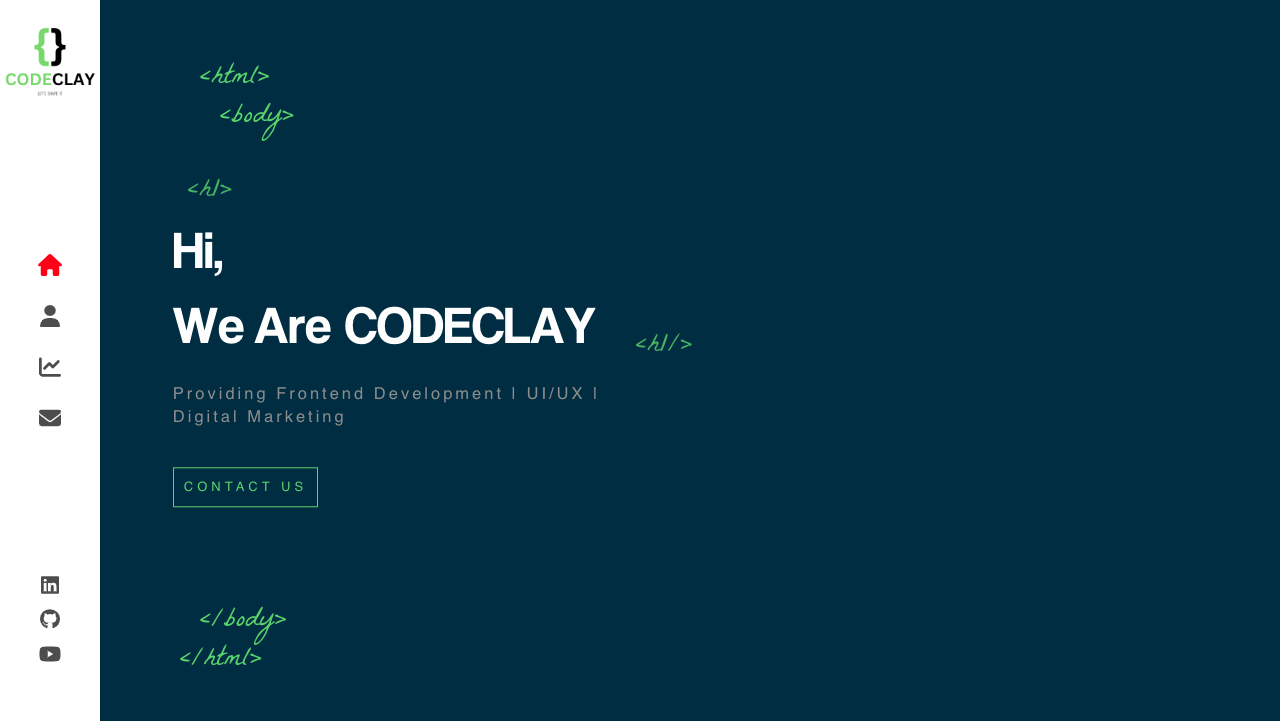 {}
CODECLAY
LET'S SHAPE IT
<html>
<body>
<h1>
Hi,
We Are CODECLAY
<h1/>
Providing Frontend Development | UI/UX |
Digital Marketing
CONTACT US
</body>
</html>